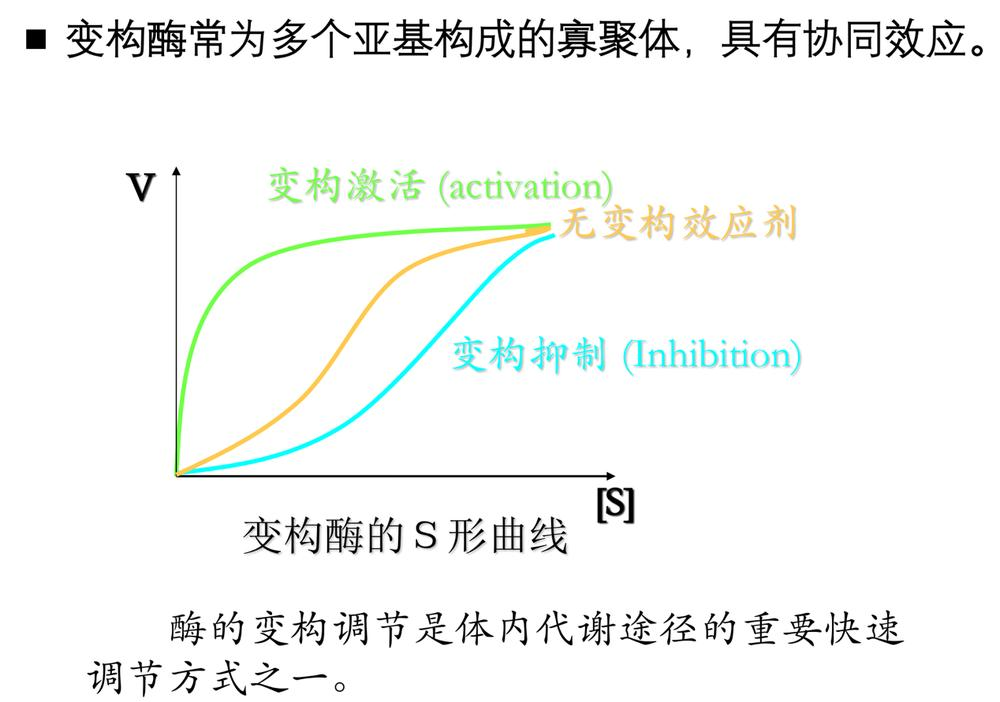 ■ 变构酶常为多个亚基构成的寡聚体，具有协同效应。
V
变构激活 (activation)
无变构效应剂
变构抑制 (Inhibition)
[S]
变构酶的 S 形曲线
酶的变构调节是体内代谢途径的重要快速
调节方式之一。